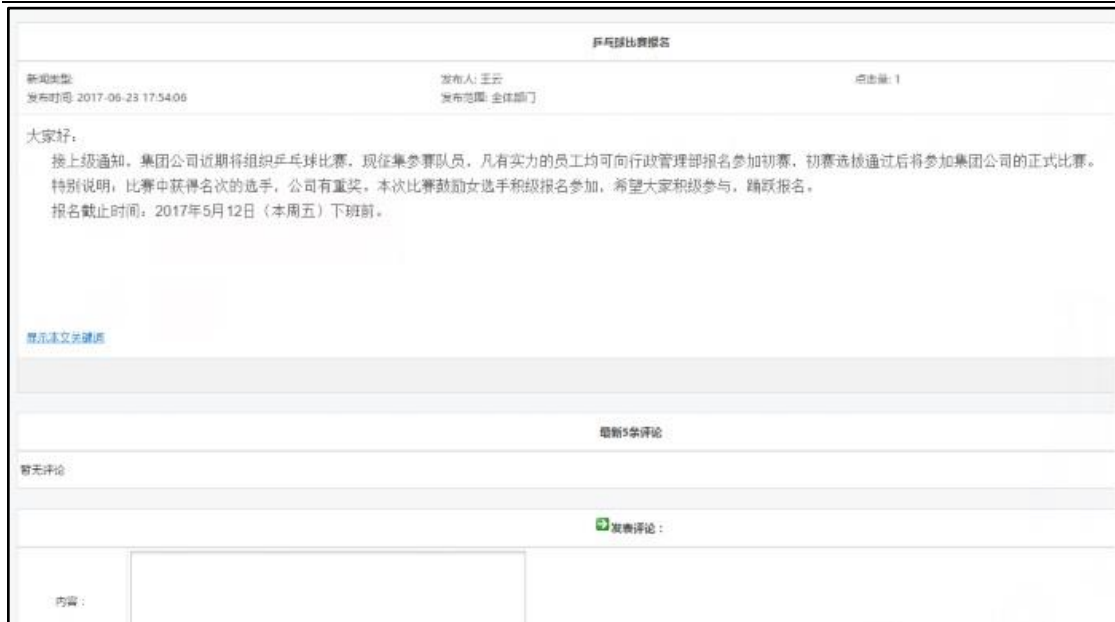 乒乓球比赛报名
新闻类型: 发布人: 王云 点击量: 1
发布时间: 2017-06-23 17:54:06 发布范围: 全体部门
大家好:
接上级通知,集团公司近期将组织乒乓球比赛,现征集参赛队员,凡有实力的员工均可向行政管理部报名参加初赛,初赛选拔通过后将参加集团公司的正式比赛。
特别说明,比赛中获得名次的选手,公司有重奖。本次比赛鼓励女选手积级报名参加,希望大家积级参与,踊跃报名。
报名截止时间:2017年5月12日(本周五)下班前。
显示本文关键词
最新5条评论
暂无评论
发表评论:
内容: